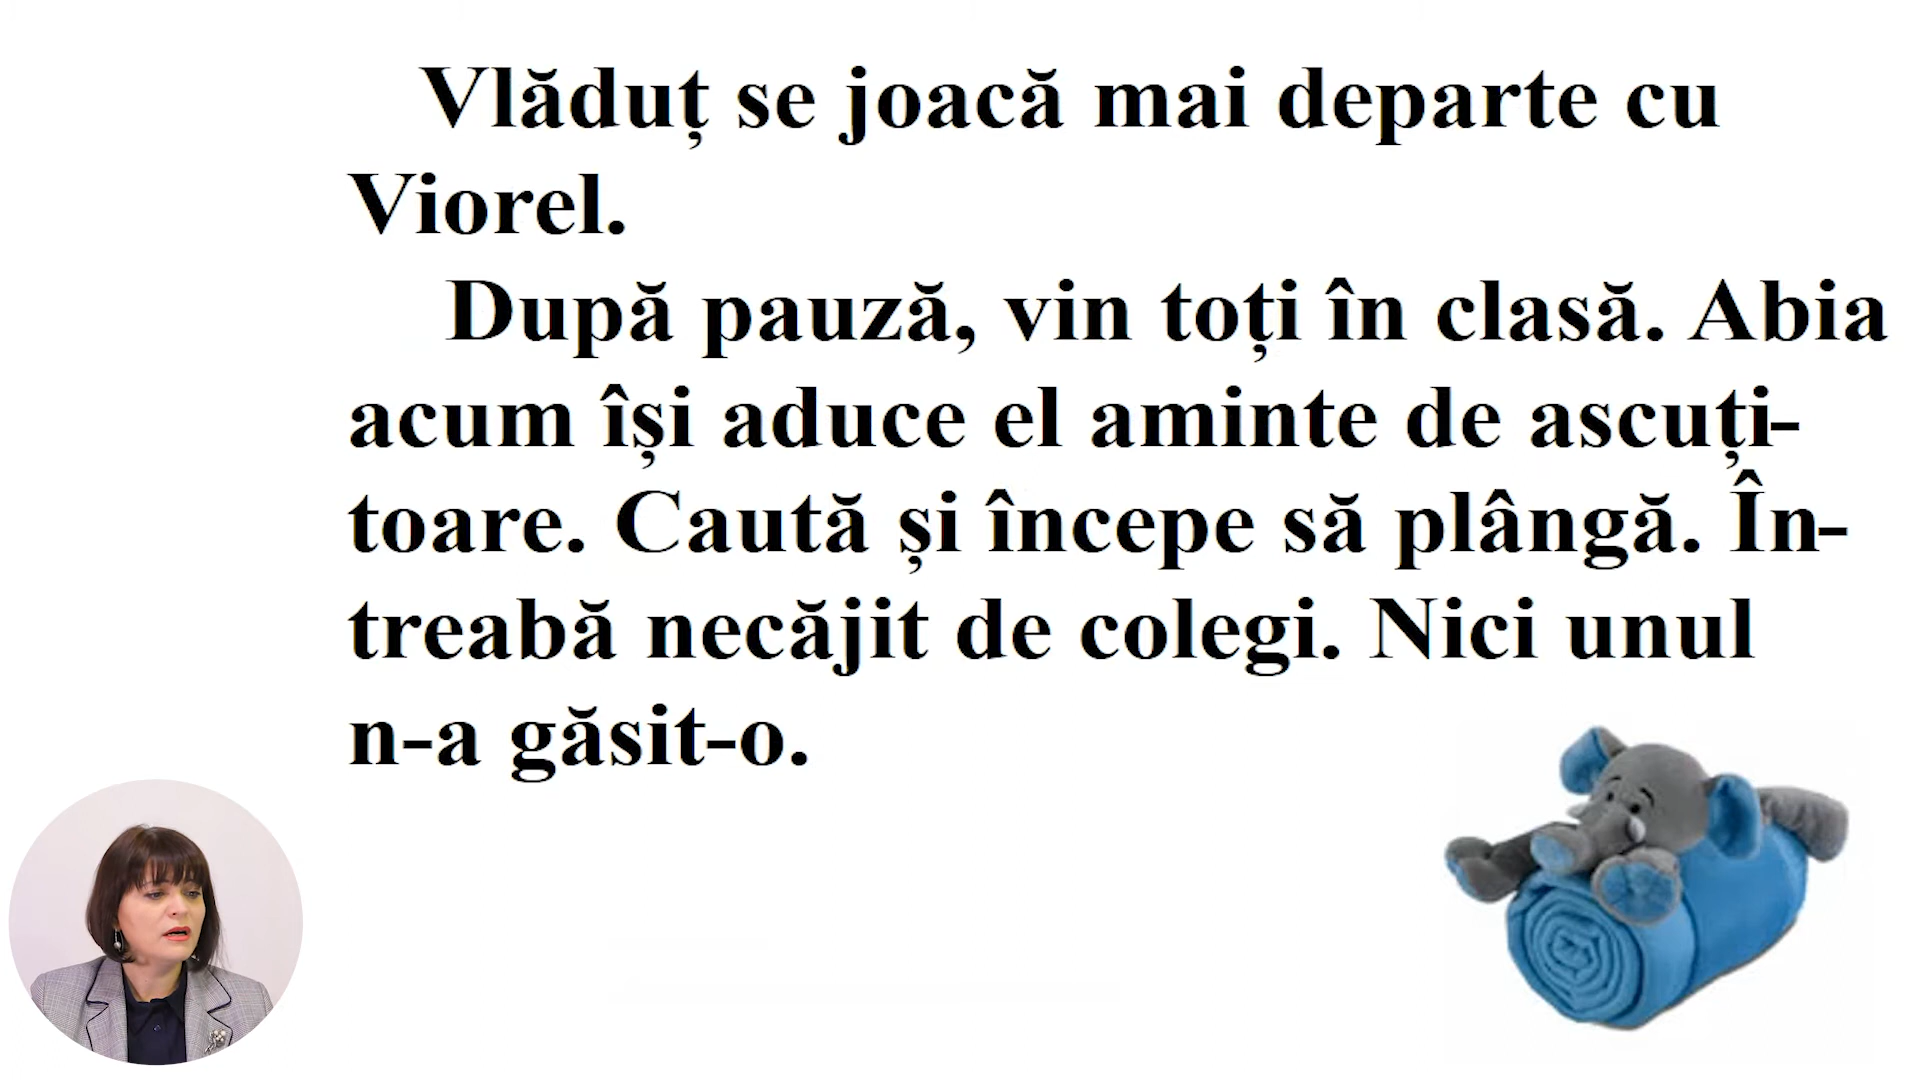 Vlăduț se joacă mai departe cu
Viorel.
După pauză, vin toți în clasă. Abia
acum își aduce el aminte de ascuți-
toare. Caută și începe să plângă. În-
treabă necăjit de colegi. Nici unul
n-a găsit-o.